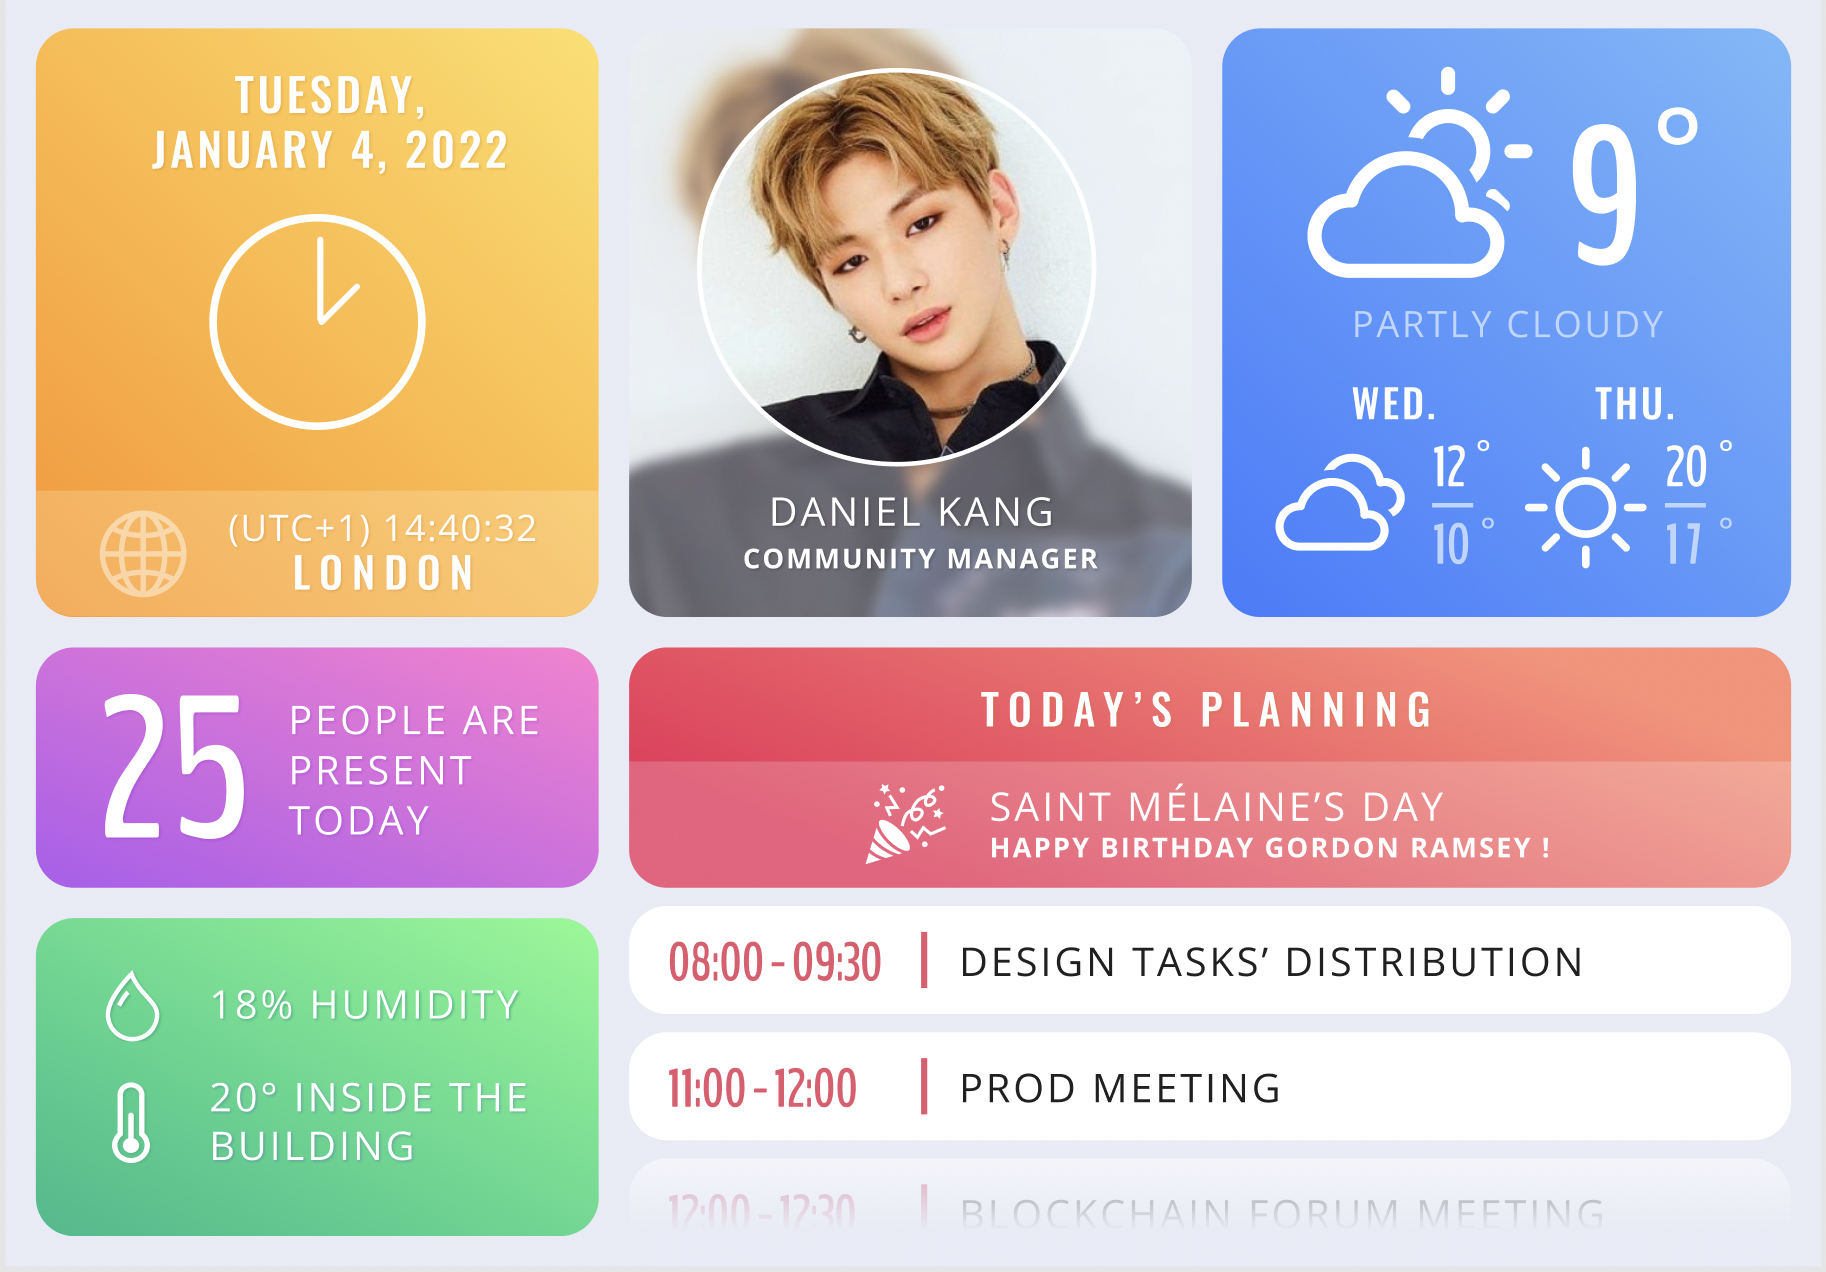 TUESDAY,
JANUARY 4, 2022
(UTC+1) 14:40:32
LONDON
DANIEL KANG
COMMUNITY MANAGER
9°
PARTLY CLOUDY
WED.
12°
10°
THU.
20°
17°
25
PEOPLE ARE
PRESENT
TODAY
18% HUMIDITY
20° INSIDE THE
BUILDING
TODAY’S PLANNING
SAINT MÉLAINE’S DAY
HAPPY BIRTHDAY GORDON RAMSEY !
08:00 - 09:30 | DESIGN TASKS’ DISTRIBUTION
11:00 - 12:00 | PROD MEETING
12:00 - 12:30 | BLOCKCHAIN FORUM MEETING